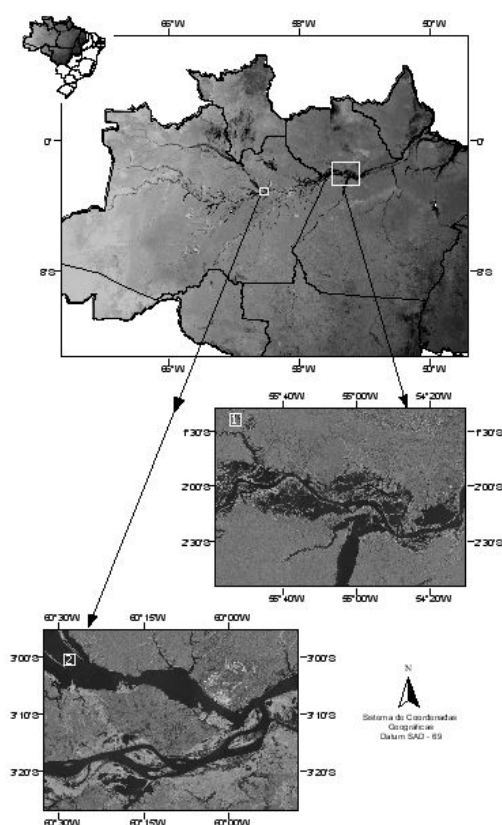 66°W 58°W 50°W
0° 0°
8°S 8°S
66°W 58°W 50°W
55°40'W 55°00'W 54°20'W
1
1°30'S 1°30'S
2°00'S 2°00'S
2°30'S 2°30'S
55°40'W 55°00'W 54°20'W
60°30'W 60°15'W 60°00'W
2
3°00'S 3°00'S
3°10'S 3°10'S
3°20'S 3°20'S
60°30'W 60°15'W 60°00'W
N
Sistema de Coordenadas
Geográficas
Datum SAD - 69